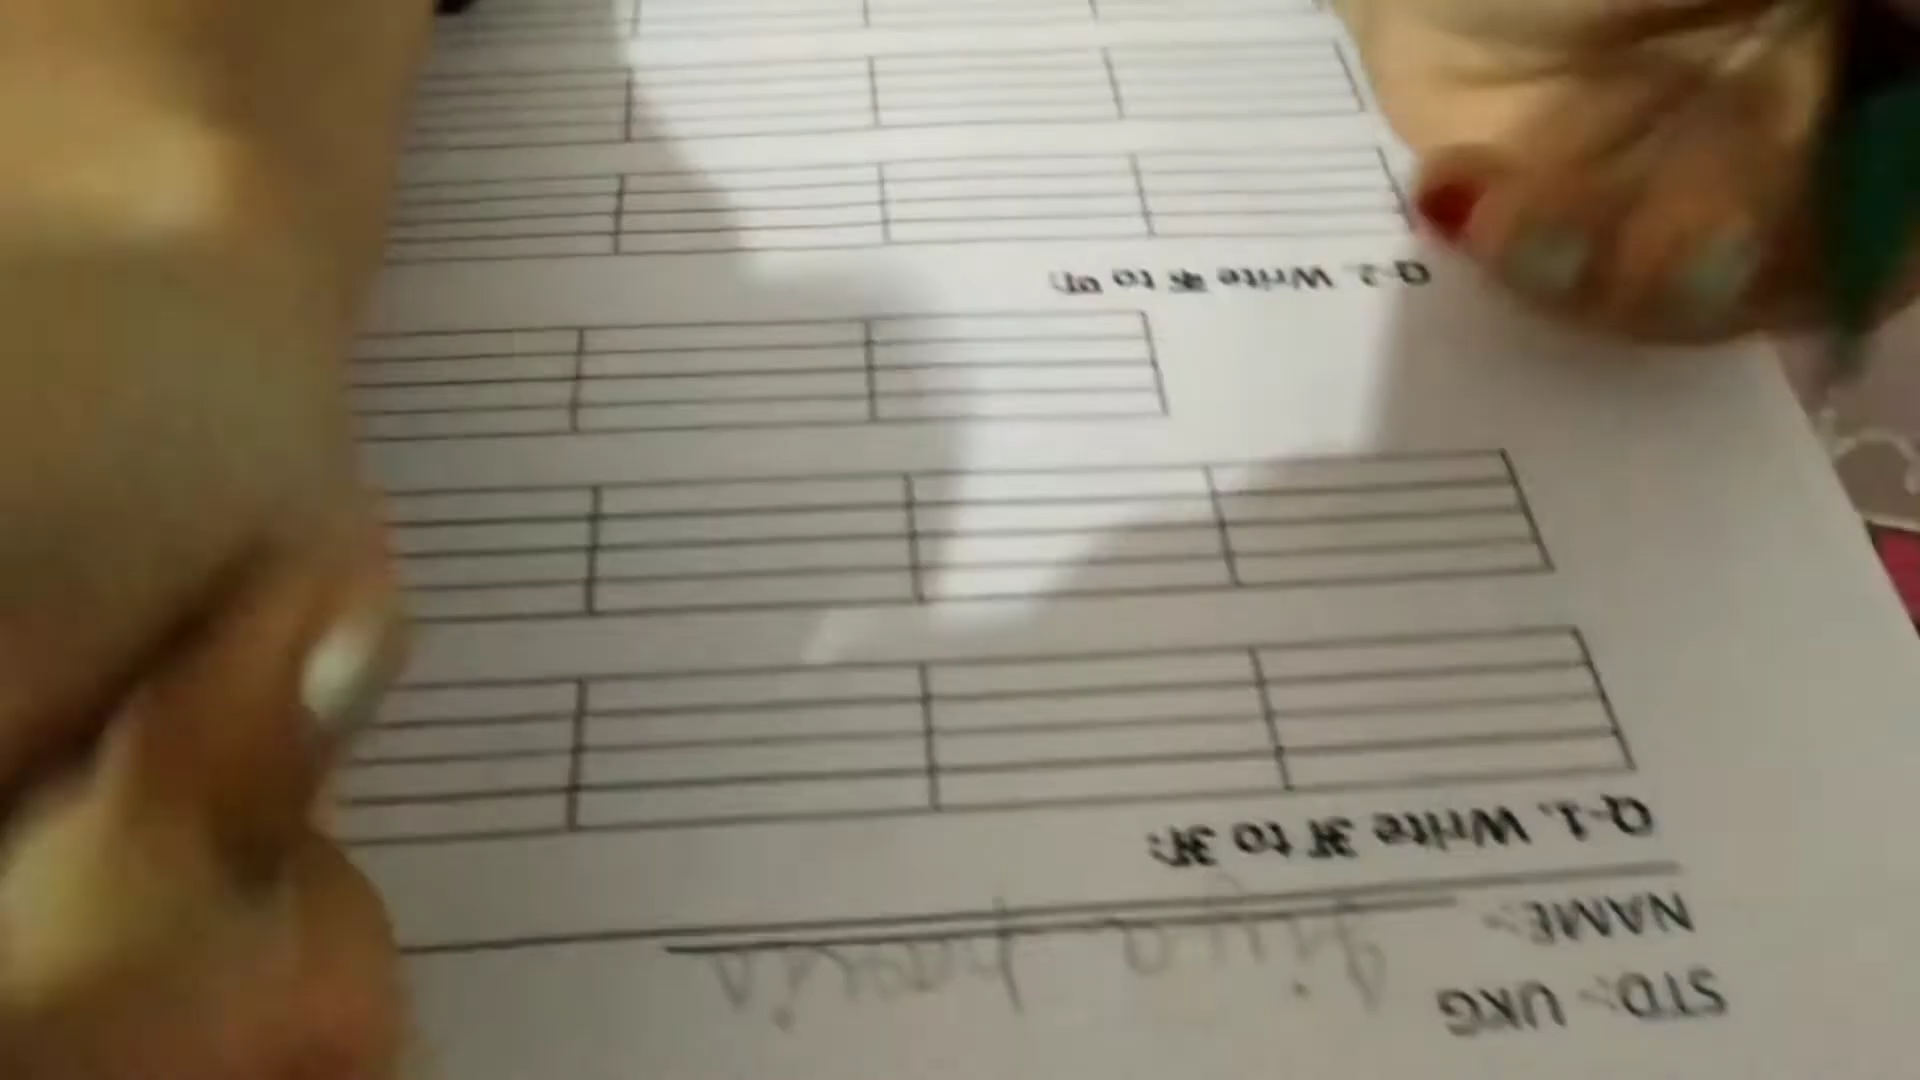 STD:- UKG
NAME:-
Q-1. Write अ to अः
Q-2. Write क to ण